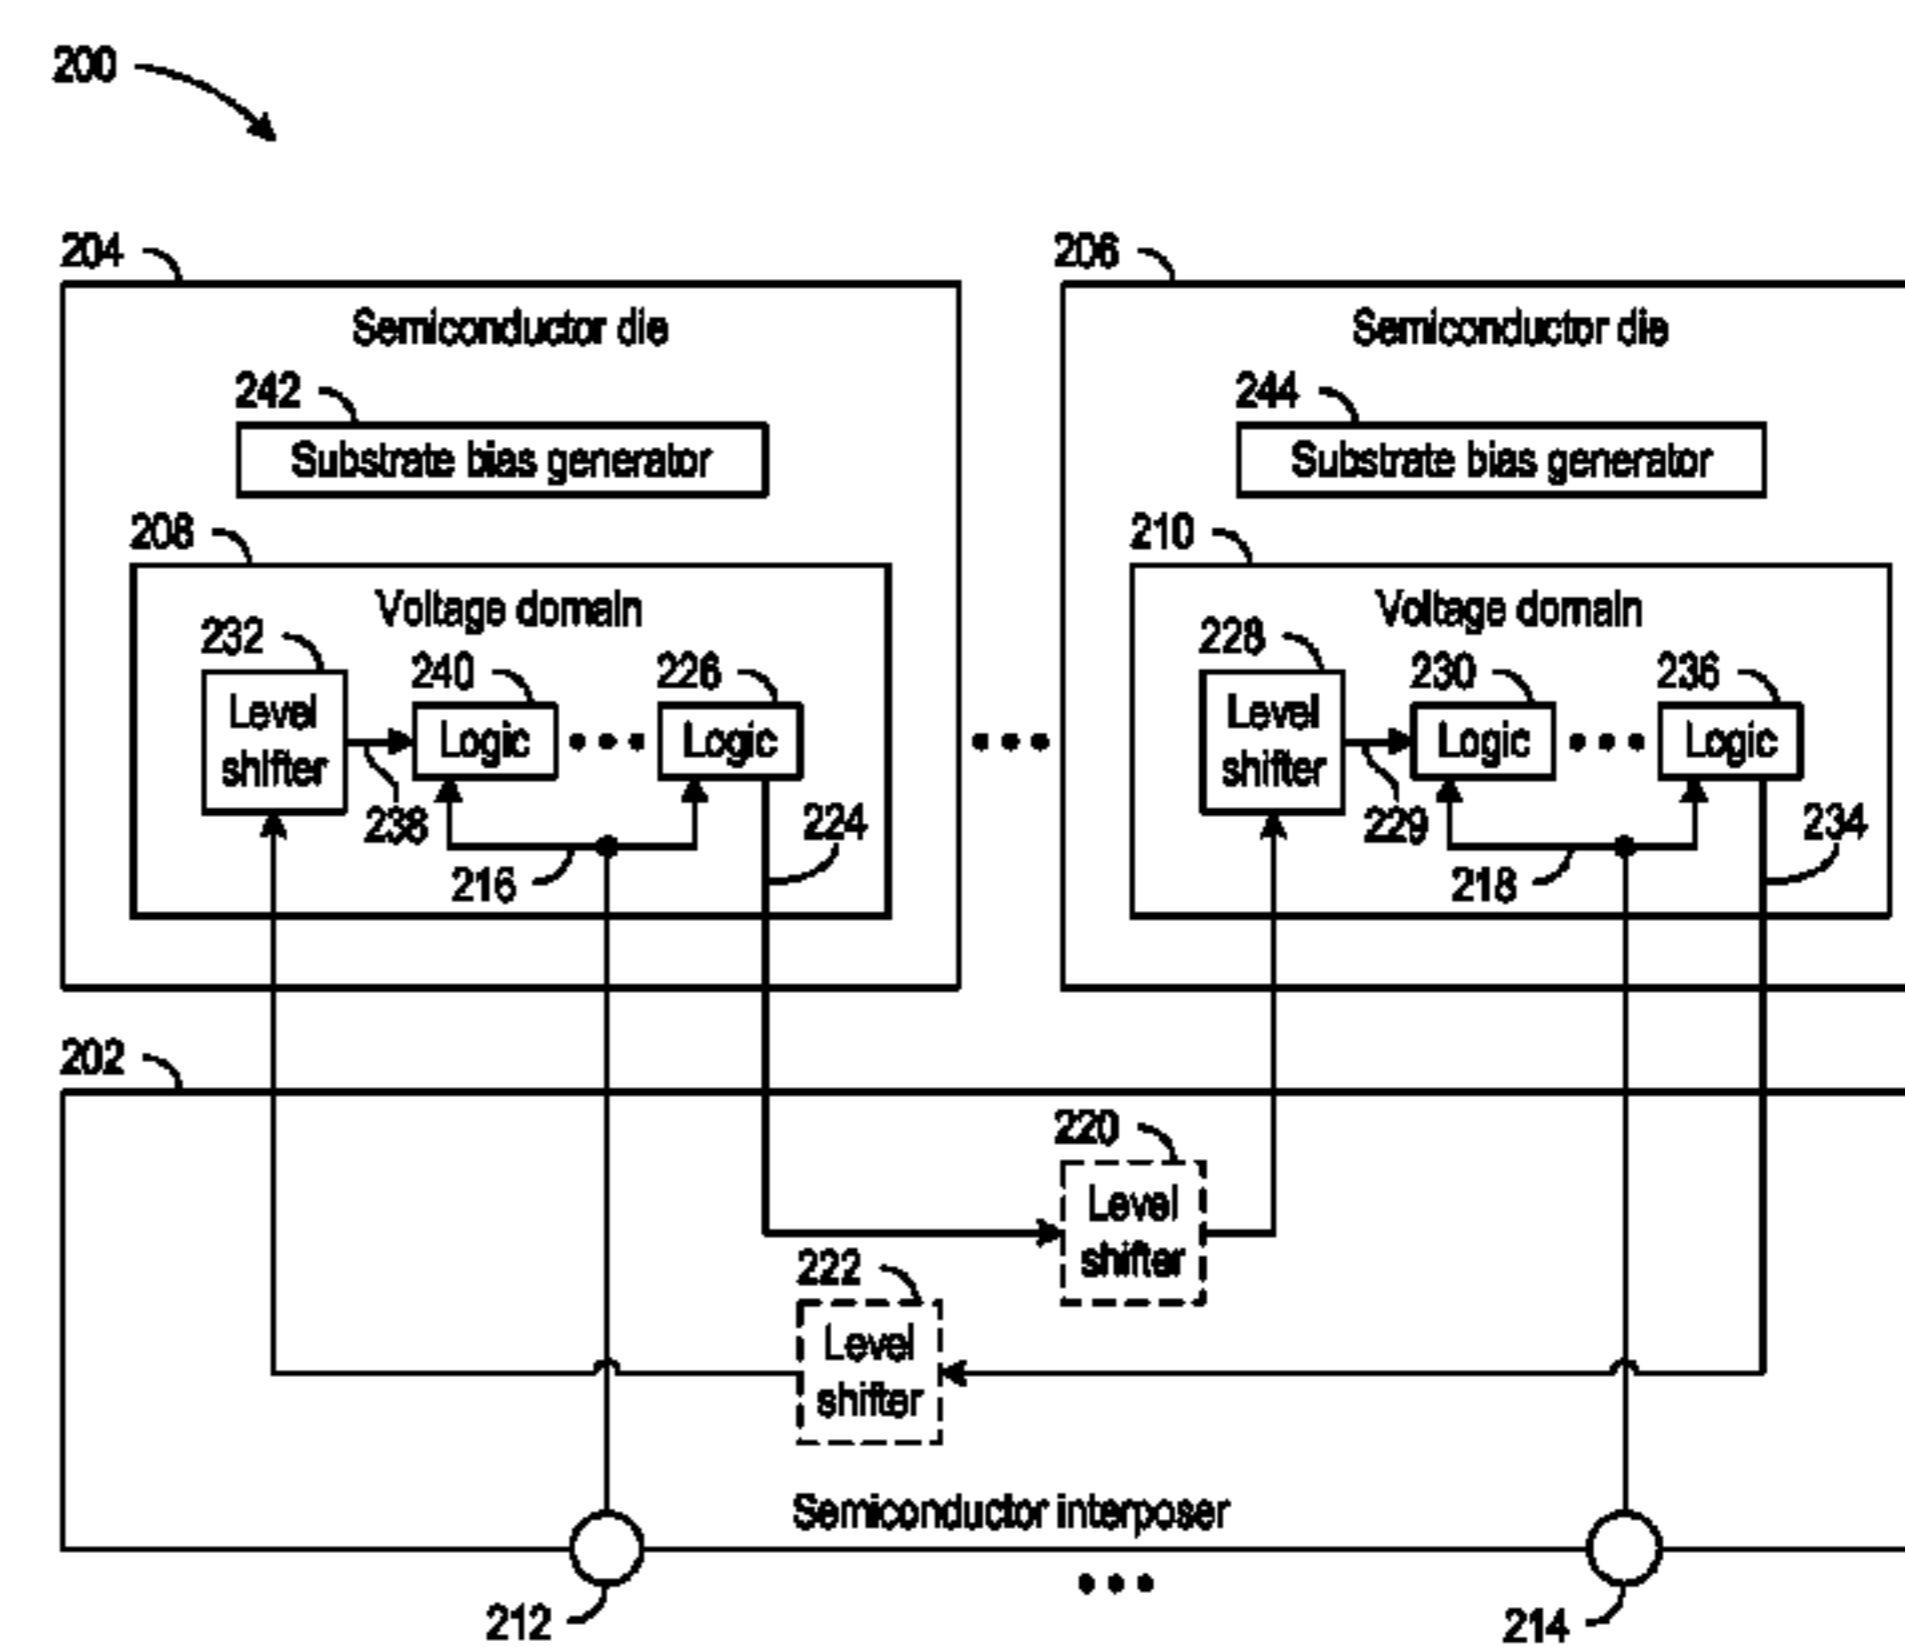 200
204
206
Semiconductor die
Semiconductor die
242
244
Substrate bias generator
Substrate bias generator
208
210
Voltage domain
Voltage domain
232
240
226
228
230
236
Level
shifter
Logic
Logic
Level
shifter
Logic
Logic
238
216
224
229
218
234
202
220
Level
shifter
222
Level
shifter
Semiconductor interposer
212
214